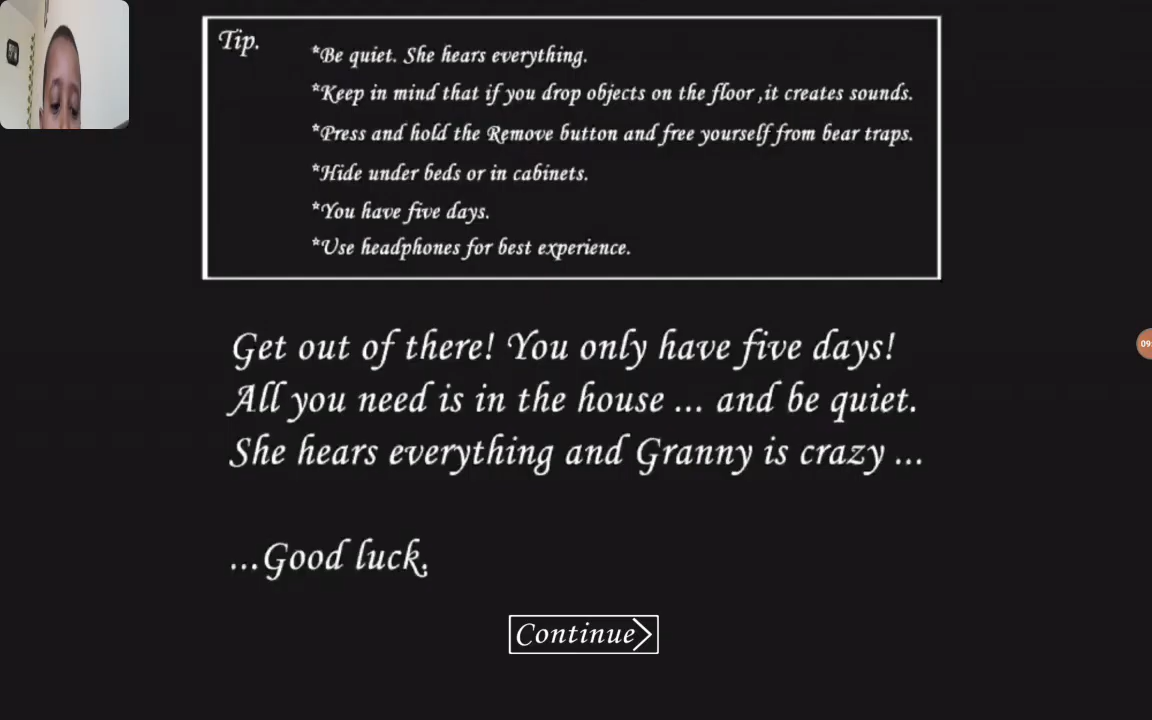 Tip.
*Be quiet. She hears everything.
*Keep in mind that if you drop objects on the floor ,it creates sounds.
*Press and hold the Remove button and free yourself from bear traps.
*Hide under beds or in cabinets.
*You have five days.
*Use headphones for best experience.
Get out of there! You only have five days!
All you need is in the house ... and be quiet.
She hears everything and Granny is crazy ...
...Good luck.
Continue